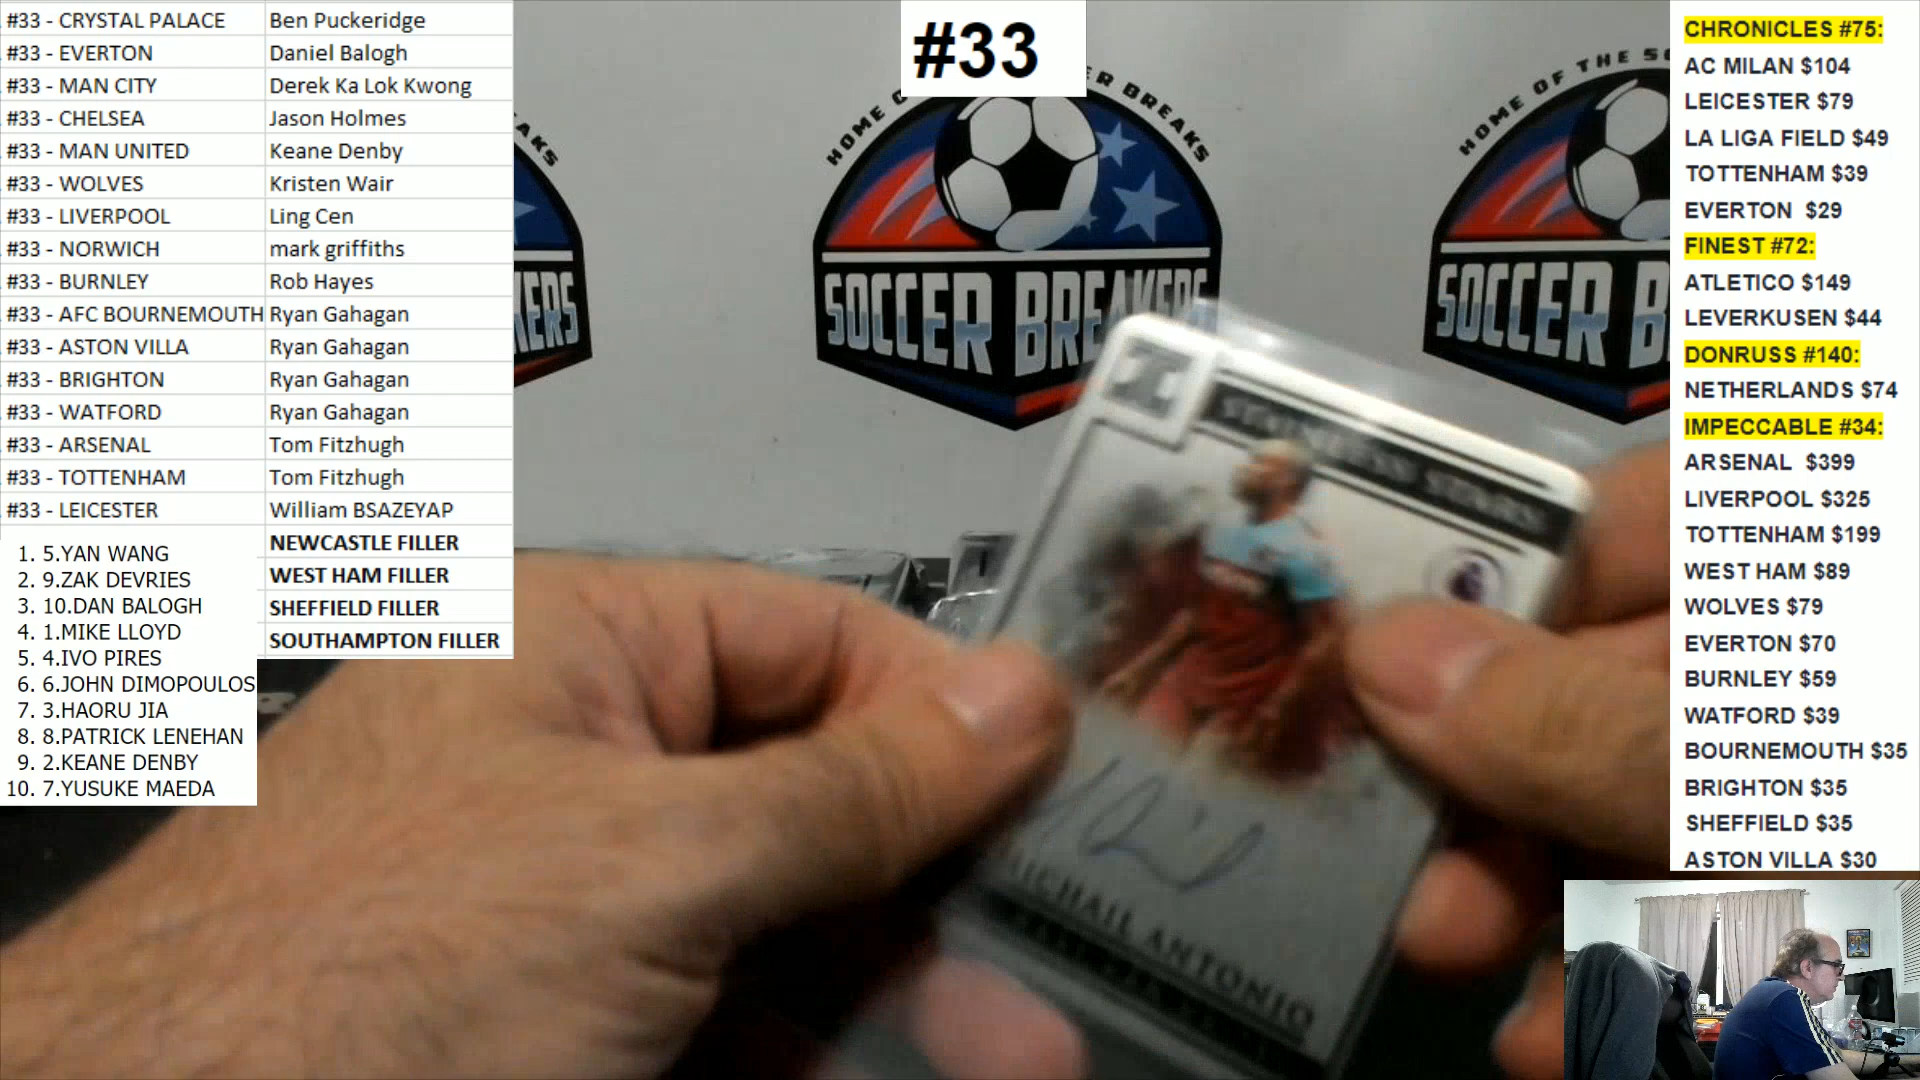 #33 - CRYSTAL PALACE Ben Puckeridge
#33 - EVERTON Daniel Balogh
#33 - MAN CITY Derek Ka Lok Kwong
#33 - CHELSEA Jason Holmes
#33 - MAN UNITED Keane Denby
#33 - WOLVES Kristen Wair
#33 - LIVERPOOL Ling Cen
#33 - NORWICH mark griffiths
#33 - BURNLEY Rob Hayes
#33 - AFC BOURNEMOUTH Ryan Gahagan
#33 - ASTON VILLA Ryan Gahagan
#33 - BRIGHTON Ryan Gahagan
#33 - WATFORD Ryan Gahagan
#33 - ARSENAL Tom Fitzhugh
#33 - TOTTENHAM Tom Fitzhugh
#33 - LEICESTER William BSAZEYAP
NEWCASTLE FILLER
WEST HAM FILLER
SHEFFIELD FILLER
SOUTHAMPTON FILLER
1. 5.YAN WANG
2. 9.ZAK DEVRIES
3. 10.DAN BALOGH
4. 1.MIKE LLOYD
5. 4.IVO PIRES
6. 6.JOHN DIMOPOULOS
7. 3.HAORU JIA
8. 8.PATRICK LENEHAN
9. 2.KEANE DENBY
10. 7.YUSUKE MAEDA
#33
AKS
KERS
HOME O ER BREAKS
SOCCER BREAKERS
HOME OF THE SO
SOCCER B
STAINLESS STARS
MICHAIL ANTONIO
CHRONICLES #75:
AC MILAN $104
LEICESTER $79
LA LIGA FIELD $49
TOTTENHAM $39
EVERTON $29
FINEST #72:
ATLETICO $149
LEVERKUSEN $44
DONRUSS #140:
NETHERLANDS $74
IMPECCABLE #34:
ARSENAL $399
LIVERPOOL $325
TOTTENHAM $199
WEST HAM $89
WOLVES $79
EVERTON $70
BURNLEY $59
WATFORD $39
BOURNEMOUTH $35
BRIGHTON $35
SHEFFIELD $35
ASTON VILLA $30